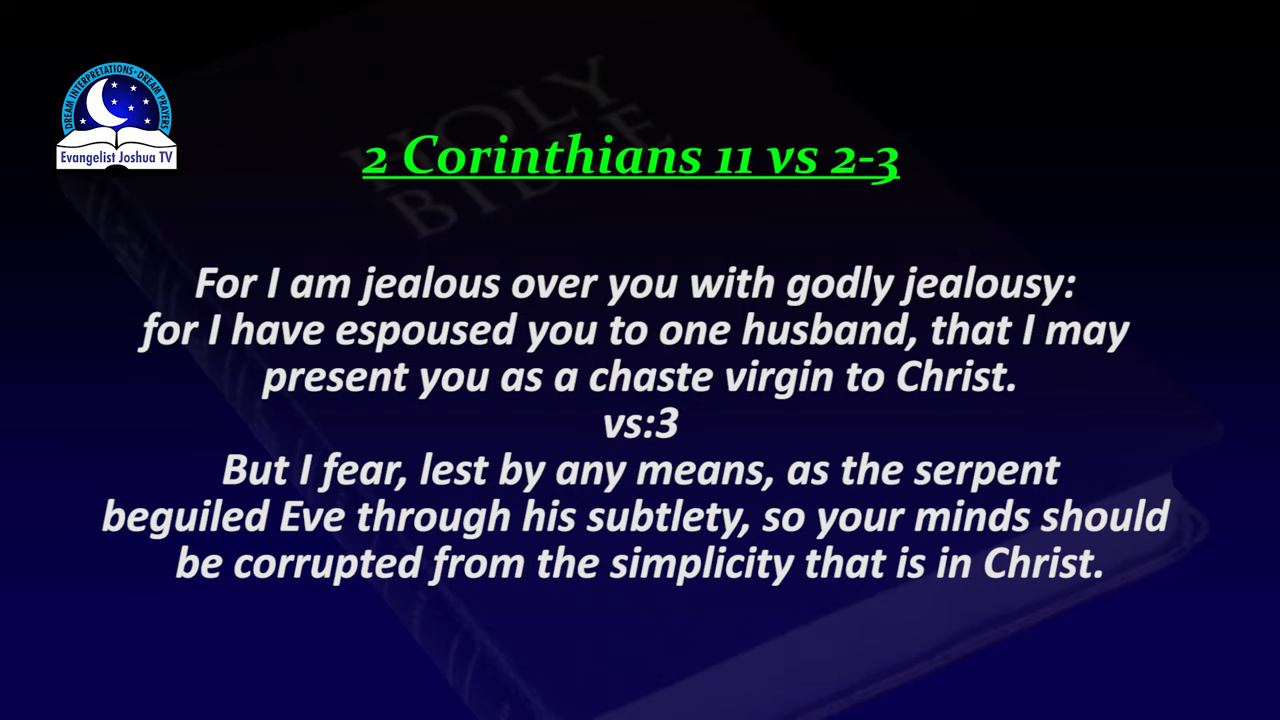 DREAM INTERPRETATIONS • DREAM PRAYERS
Evangelist Joshua TV
HOLY
BIBLE
2 Corinthians 11 vs 2-3
For I am jealous over you with godly jealousy:
for I have espoused you to one husband, that I may
present you as a chaste virgin to Christ.
vs:3
But I fear, lest by any means, as the serpent
beguiled Eve through his subtlety, so your minds should
be corrupted from the simplicity that is in Christ.